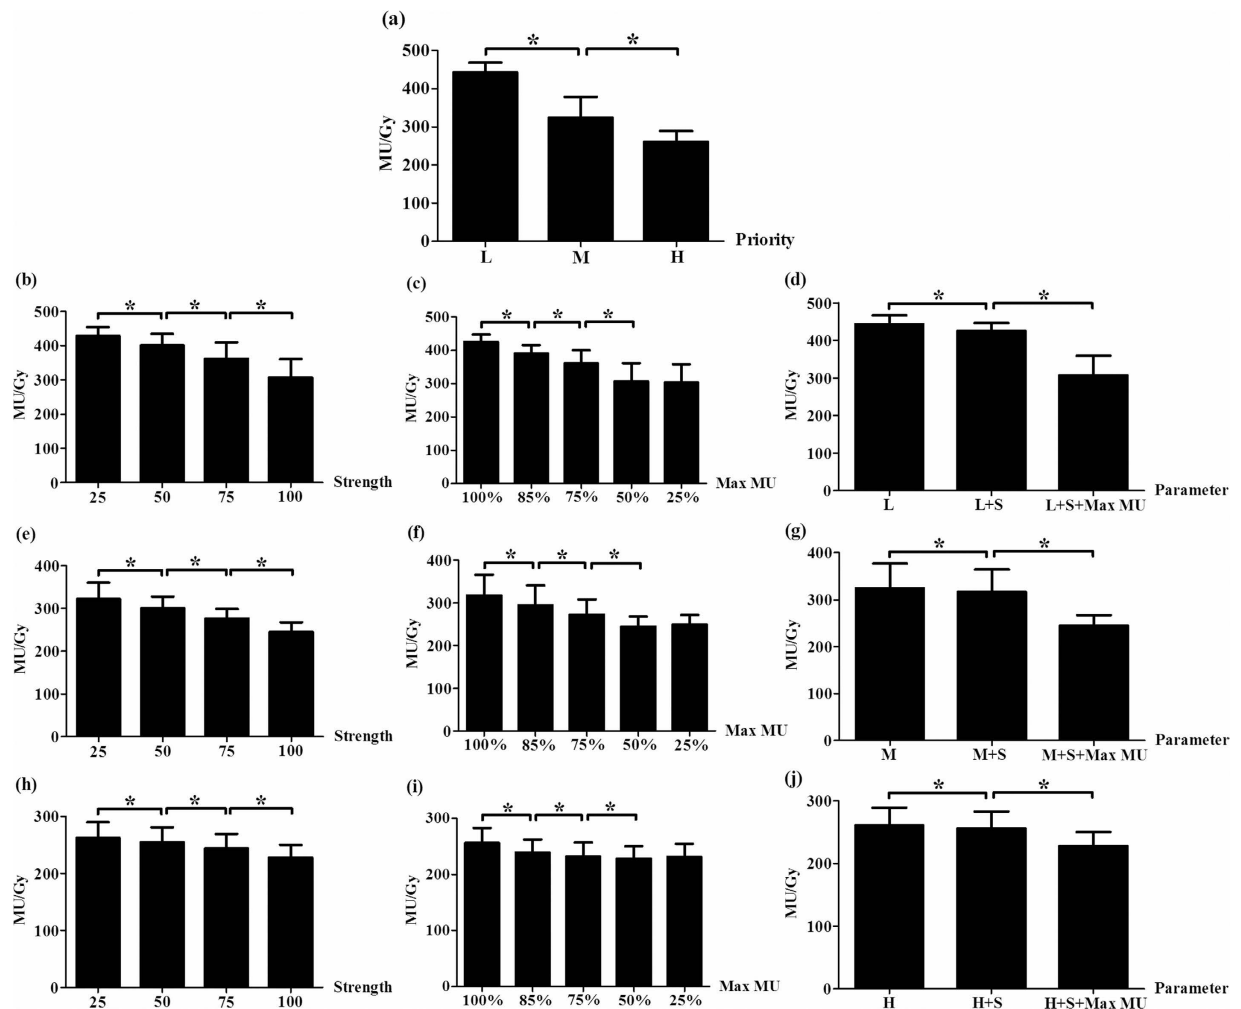 (a)
* *
500
400
300
200
100
0
MU/Gy
L M H
Priority
(b)
* * *
500
400
300
200
100
0
MU/Gy
25 50 75 100
Strength
(c)
* * *
500
400
300
200
100
0
MU/Gy
100% 85% 75% 50% 25%
Max MU
(d)
* *
500
400
300
200
100
0
MU/Gy
L L+S L+S+Max MU
Parameter
(e)
* * *
400
300
200
100
0
MU/Gy
25 50 75 100
Strength
(f)
* * *
400
300
200
100
0
MU/Gy
100% 85% 75% 50% 25%
Max MU
(g)
* *
400
300
200
100
0
MU/Gy
M M+S M+S+Max MU
Parameter
(h)
* * *
300
200
100
0
MU/Gy
25 50 75 100
Strength
(i)
* * *
300
200
100
0
MU/Gy
100% 85% 75% 50% 25%
Max MU
(j)
* *
300
200
100
0
MU/Gy
H H+S H+S+Max MU
Parameter